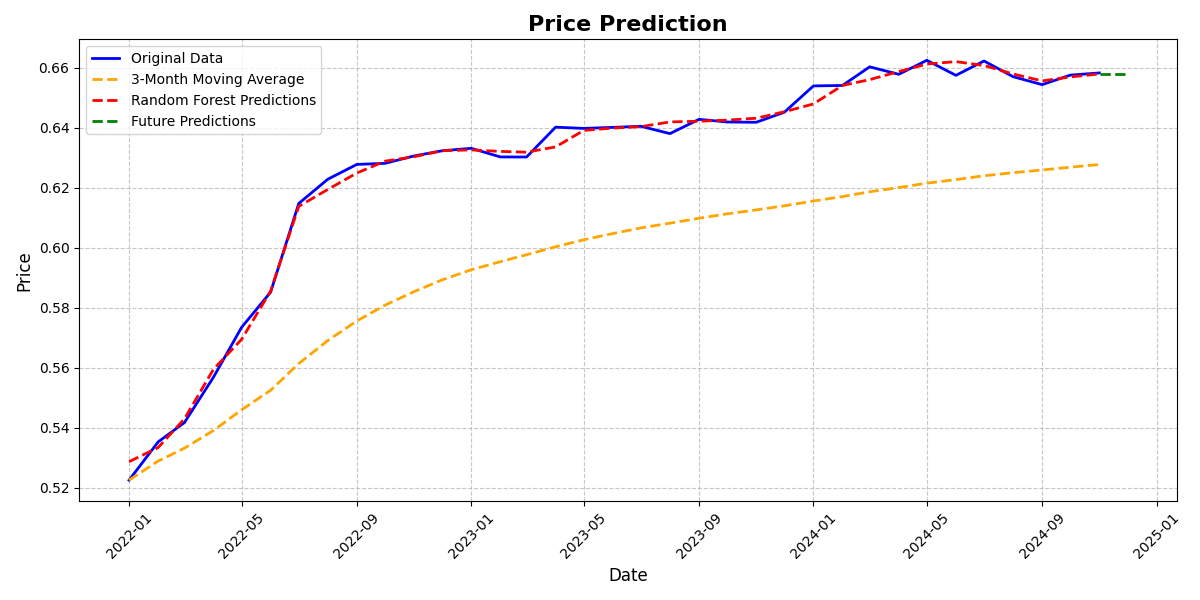 Price Prediction
Original Data
3-Month Moving Average
Random Forest Predictions
Future Predictions
Price
0.66
0.64
0.62
0.60
0.58
0.56
0.54
0.52
2022-01
2022-05
2022-09
2023-01
2023-05
2023-09
2024-01
2024-05
2024-09
2025-01
Date